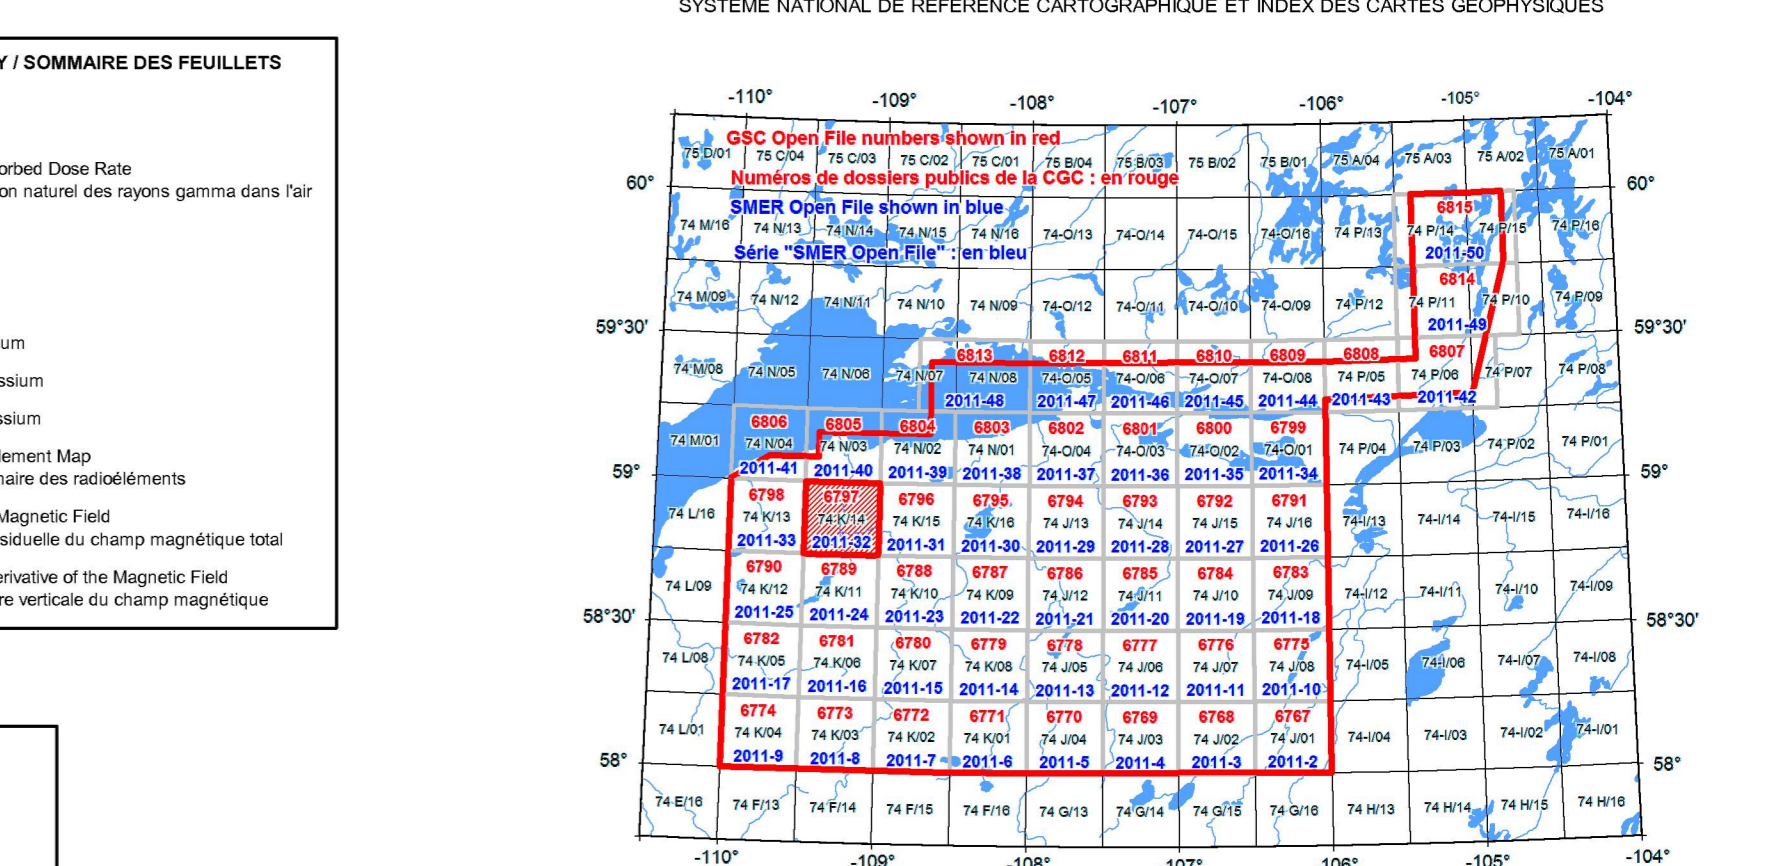 SYSTÈME NATIONAL DE RÉFÉRENCE CARTOGRAPHIQUE ET INDEX DES CARTES GÉOPHYSIQUES
Y / SOMMAIRE DES FEUILLETS
orbed Dose Rate
on naturel des rayons gamma dans l'air
um
ssium
ssium
lement Map
naire des radioéléments
Magnetic Field
siduelle du champ magnétique total
erivative of the Magnetic Field
re verticale du champ magnétique
-110° -109° -108° -107° -106° -105° -104°
GSC Open File numbers shown in red
75 D/01 75 C/04 75 C/03 75 C/02 75 C/01 75 B/04 75 B/03 75 B/02 75 B/01 75 A/04 75 A/03 75 A/02 75 A/01
Numéros de dossiers publics de la CGC : en rouge
60° 60°
SMER Open File shown in blue
6815
74 M/16 74 N/13 74 N/14 74 N/15 74 N/16 74-O/13 74-O/14 74-O/15 74-O/16 74 P/13 74 P/14 74 P/15 74 P/16
Série "SMER Open File" : en bleu
2011-50
6814
74 M/09 74 N/12 74 N/11 74 N/10 74 N/09 74-O/12 74-O/11 74-O/10 74-O/09 74 P/12 74 P/11 74 P/10 74 P/09
2011-49
59°30' 59°30'
6813 6812 6811 6810 6809 6808 6807
74 M/08 74 N/05 74 N/06 74 N/07 74 N/08 74-O/05 74-O/06 74-O/07 74-O/08 74 P/05 74 P/06 74 P/07 74 P/08
2011-48 2011-47 2011-46 2011-45 2011-44 2011-43 2011-42
6806 6805 6804 6803 6802 6801 6800 6799
74 M/01 74 N/04 74 N/03 74 N/02 74 N/01 74-O/04 74-O/03 74-O/02 74-O/01 74 P/04 74 P/03 74 P/02 74 P/01
2011-41 2011-40 2011-39 2011-38 2011-37 2011-36 2011-35 2011-34
59° 59°
6798 6797 6796 6795 6794 6793 6792 6791
74 L/16 74 K/13 74 K/14 74 K/15 74 K/16 74 J/13 74 J/14 74 J/15 74 J/16 74-I/13 74-I/14 74-I/15 74-I/16
2011-33 2011-32 2011-31 2011-30 2011-29 2011-28 2011-27 2011-26
6790 6789 6788 6787 6786 6785 6784 6783
74 L/09 74 K/12 74 K/11 74 K/10 74 K/09 74 J/12 74 J/11 74 J/10 74 J/09 74-I/12 74-I/11 74-I/10 74-I/09
2011-25 2011-24 2011-23 2011-22 2011-21 2011-20 2011-19 2011-18
58°30' 58°30'
6782 6781 6780 6779 6778 6777 6776 6775
74 L/08 74 K/05 74 K/06 74 K/07 74 K/08 74 J/05 74 J/06 74 J/07 74 J/08 74-I/05 74-I/06 74-I/07 74-I/08
2011-17 2011-16 2011-15 2011-14 2011-13 2011-12 2011-11 2011-10
6774 6773 6772 6771 6770 6769 6768 6767
74 L/01 74 K/04 74 K/03 74 K/02 74 K/01 74 J/04 74 J/03 74 J/02 74 J/01 74-I/04 74-I/03 74-I/02 74-I/01
2011-9 2011-8 2011-7 2011-6 2011-5 2011-4 2011-3 2011-2
58° 58°
74 E/16 74 F/13 74 F/14 74 F/15 74 F/16 74 G/13 74 G/14 74 G/15 74 G/16 74 H/13 74 H/14 74 H/15 74 H/16
-110° -109° -108° -107° -106° -105° -104°